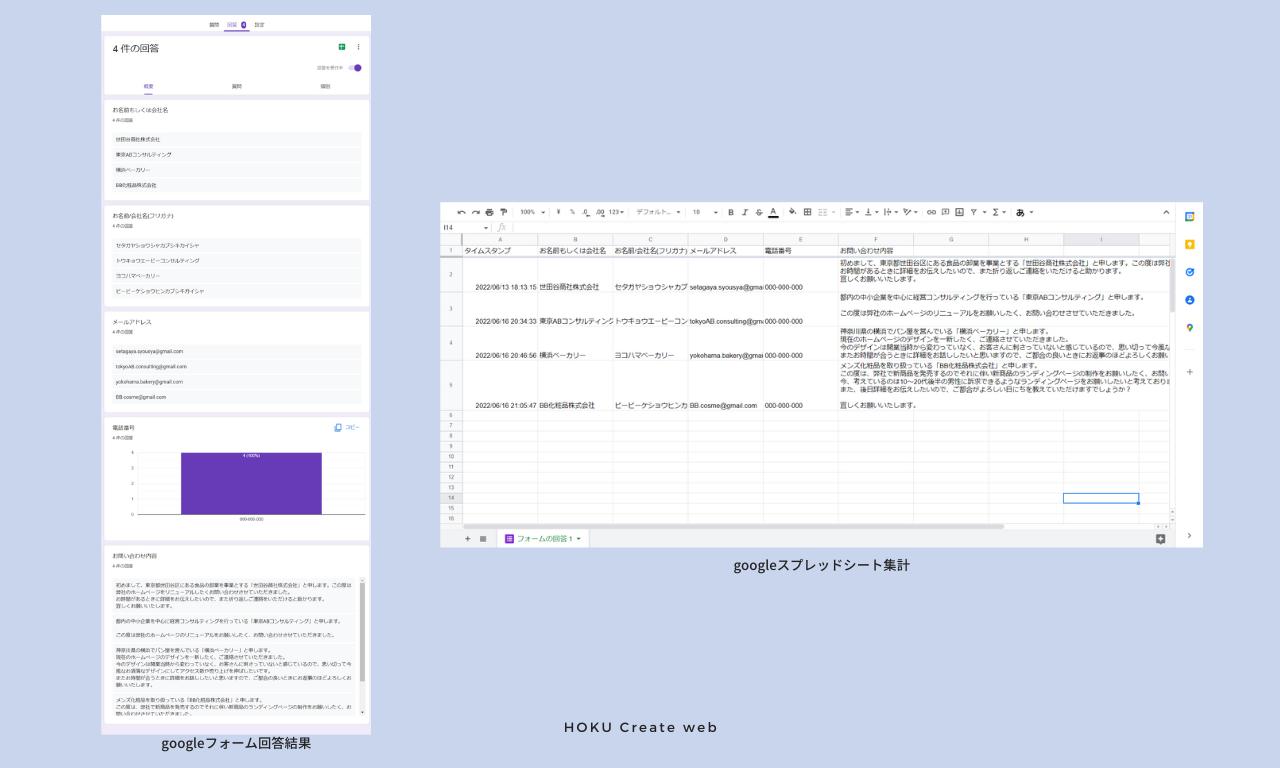 質問 回答 4 設定
4 件の回答
回答を受付中
概要 質問 個別
お名前もしくは会社名
4 件の回答
世田谷商社株式会社
東京ABコンサルティング
横浜ベーカリー
BB化粧品株式会社
お名前/会社名(フリガナ)
4 件の回答
セタガヤショウシャカブシキガイシャ
トウキョウエービーコンサルティング
ヨコハマベーカリー
ビービーケショウヒンカブシキガイシャ
メールアドレス
4 件の回答
setagaya.syousya@gmail.com
tokyoAB.consulting@gmail.com
yokohama.bakery@gmail.com
BB.cosme@gmail.com
電話番号
コピー
4 件の回答
4
3
2
1
0
4 (100%)
000-000-000
お問い合わせ内容
4 件の回答
初めまして、東京都世田谷区にある食品の卸業を事業とする「世田谷商社株式会社」と申します。この度は
弊社のホームページをリニューアルしたくお問い合わせさせていただきました。
お時間があるときに詳細をお伝えしたいので、また折り返しご連絡をいただけると助かります。
宜しくお願いいたします。
都内の中小企業を中心に経営コンサルティングを行っている「東京ABコンサルティング」と申します。
この度は弊社のホームページのリニューアルをお願いしたく、お問い合わせさせていただきました。
神奈川県の横浜でパン屋を営んでいる「横浜ベーカリー」と申します。
現在のホームページのデザインを一新したく、ご連絡させていただきました。
今のデザインは開業当時から変わっていなく、お客さんに刺さっていないと感じているので、思い切って今
風なお洒落なデザインにしてアクセス数や売り上げを伸ばしたいです。
またお時間が合うときに詳細をお話ししたいと思いますので、ご都合の良いときにお返事のほどよろしくお
願いいたします。
メンズ化粧品を取り扱っている「BB化粧品株式会社」と申します。
この度は、弊社で新商品を発売するのでそれに伴い新商品のランディングページの制作をお願いしたく、お
問い合わせさせていただきました。
googleフォーム回答結果
100% ¥ % .0 .00 123 デフォルト... 10 B I S A あ
I14 fx
A B C D E F G H I
1 タイムスタンプ お名前もしくは会社名 お名前/会社名(フリガナ) メールアドレス 電話番号 お問い合わせ内容
初めまして、東京都世田谷区にある食品の卸業を事業とする「世田谷商社株式会社」と申します。この度は弊社
お時間があるときに詳細をお伝えしたいので、また折り返しご連絡をいただけると助かります。
宜しくお願いいたします。
2 2022/06/13 18:13:15 世田谷商社株式会社 セタガヤショウシャカブ setagaya.syousya@gmai 000-000-000
都内の中小企業を中心に経営コンサルティングを行っている「東京ABコンサルティング」と申します。
この度は弊社のホームページのリニューアルをお願いしたく、お問い合わせさせていただきました。
3 2022/06/16 20:34:33 東京ABコンサルティング トウキョウエービーコン tokyoAB.consulting@gm 000-000-000
神奈川県の横浜でパン屋を営んでいる「横浜ベーカリー」と申します。
現在のホームページのデザインを一新したく、ご連絡させていただきました。
今のデザインは開業当時から変わっていなく、お客さんに刺さっていないと感じているので、思い切って今風な
またお時間が合うときに詳細をお話ししたいと思いますので、ご都合の良いときにお返事のほどよろしくお願い
4 2022/06/16 20:46:56 横浜ベーカリー ヨコハマベーカリー yokohama.bakery@gmai 000-000-000
メンズ化粧品を取り扱っている「BB化粧品株式会社」と申します。
この度は、弊社で新商品を発売するのでそれに伴い新商品のランディングページの制作をお願いしたく、お問い
今、考えているのは10~20代後半の男性に訴求できるようなランディングページをお願いしたいと考えており
また、後日詳細をお伝えしたいので、ご都合がよろしい日にちを教えていただけますでしょうか?
宜しくお願いいたします。
5 2022/06/16 21:05:47 BB化粧品株式会社 ビービーケショウヒンカ BB.cosme@gmail.com 000-000-000
6
7
8
9
10
11
12
13
14
15
16
フォームの回答 1
googleスプレッドシート集計
HOKU Create web